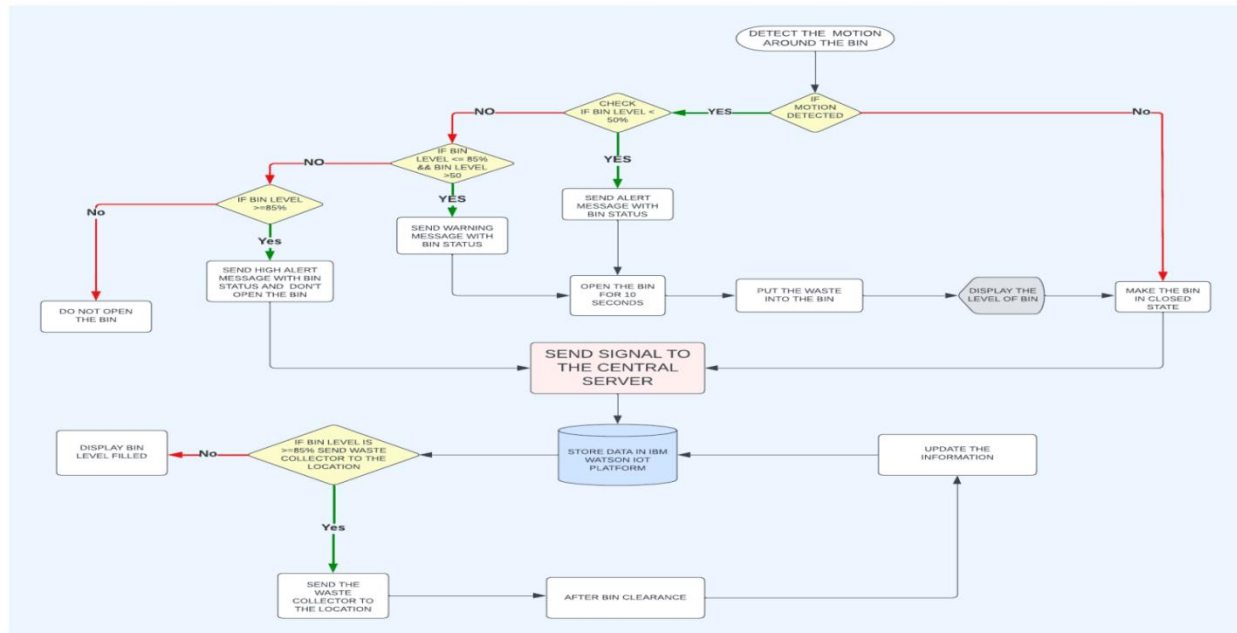 DETECT THE MOTION
AROUND THE BIN
IF
MOTION
DETECTED
YES
No
CHECK
IF BIN LEVEL <
50%
NO
YES
IF BIN
LEVEL <= 85%
&& BIN LEVEL
>50
NO
YES
IF BIN LEVEL
>=85%
No
Yes
SEND ALERT
MESSAGE WITH
BIN STATUS
SEND WARNING
MESSAGE WITH
BIN STATUS
SEND HIGH ALERT
MESSAGE WITH BIN
STATUS AND DON'T
OPEN THE BIN
DO NOT OPEN
THE BIN
OPEN THE BIN
FOR 10
SECONDS
PUT THE WASTE
INTO THE BIN
DISPLAY THE
LEVEL OF BIN
MAKE THE BIN
IN CLOSED
STATE
SEND SIGNAL TO
THE CENTRAL
SERVER
STORE DATA IN IBM
WATSON IOT
PLATFORM
IF BIN LEVEL IS
>=85% SEND WASTE
COLLECTOR TO THE
LOCATION
No
DISPLAY BIN
LEVEL FILLED
Yes
SEND THE
WASTE
COLLECTOR TO
THE LOCATION
AFTER BIN CLEARANCE
UPDATE THE
INFORMATION